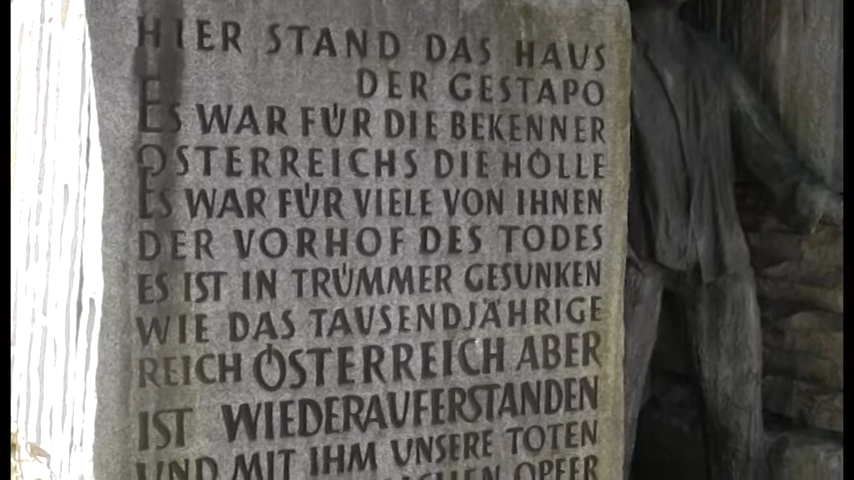 HIER STAND DAS HAUS
DER GESTAPO
ES WAR FÜR DIE BEKENNER
ÖSTERREICHS DIE HÖLLE
ES WAR FÜR VIELE VON IHNEN
DER VORHOF DES TODES
ES IST IN TRÜMMER GESUNKEN
WIE DAS TAUSENDJÄHRIGE
REICH ÖSTERREICH ABER
IST WIEDERAUFERSTANDEN
UND MIT IHM UNSERE TOTEN
OPFER